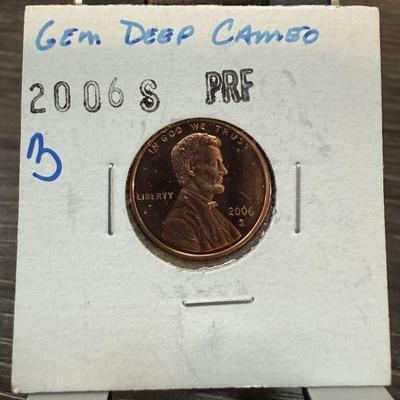 Gem Deep Cameo
2006 S PRF
3
IN GOD WE TRUST
LIBERTY
2006
S